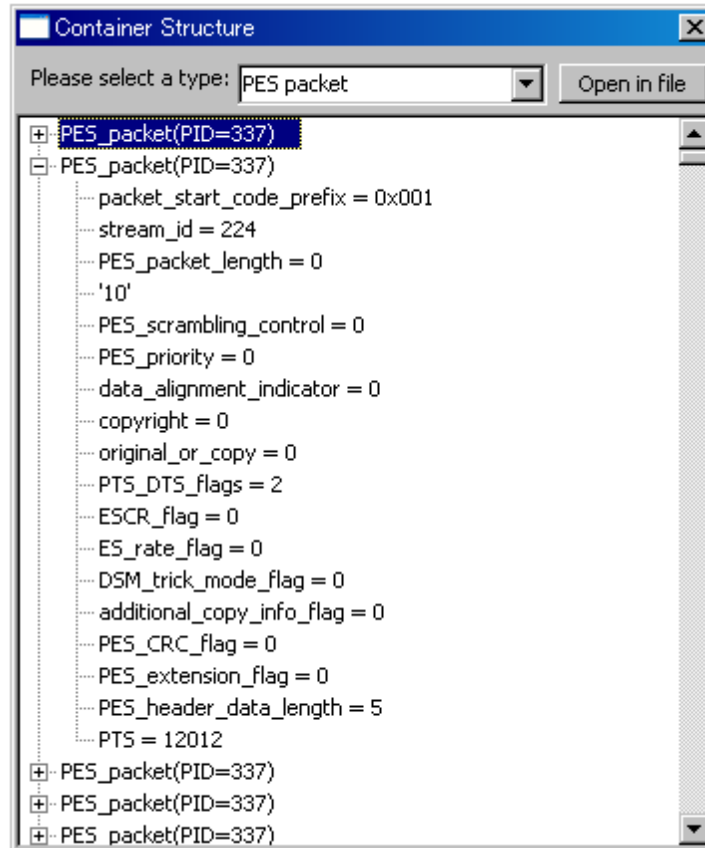 Container Structure
Please select a type: PES packet Open in file
PES_packet(PID=337)
PES_packet(PID=337)
packet_start_code_prefix = 0x001
stream_id = 224
PES_packet_length = 0
'10'
PES_scrambling_control = 0
PES_priority = 0
data_alignment_indicator = 0
copyright = 0
original_or_copy = 0
PTS_DTS_flags = 2
ESCR_flag = 0
ES_rate_flag = 0
DSM_trick_mode_flag = 0
additional_copy_info_flag = 0
PES_CRC_flag = 0
PES_extension_flag = 0
PES_header_data_length = 5
PTS = 12012
PES_packet(PID=337)
PES_packet(PID=337)
PES_packet(PID=337)